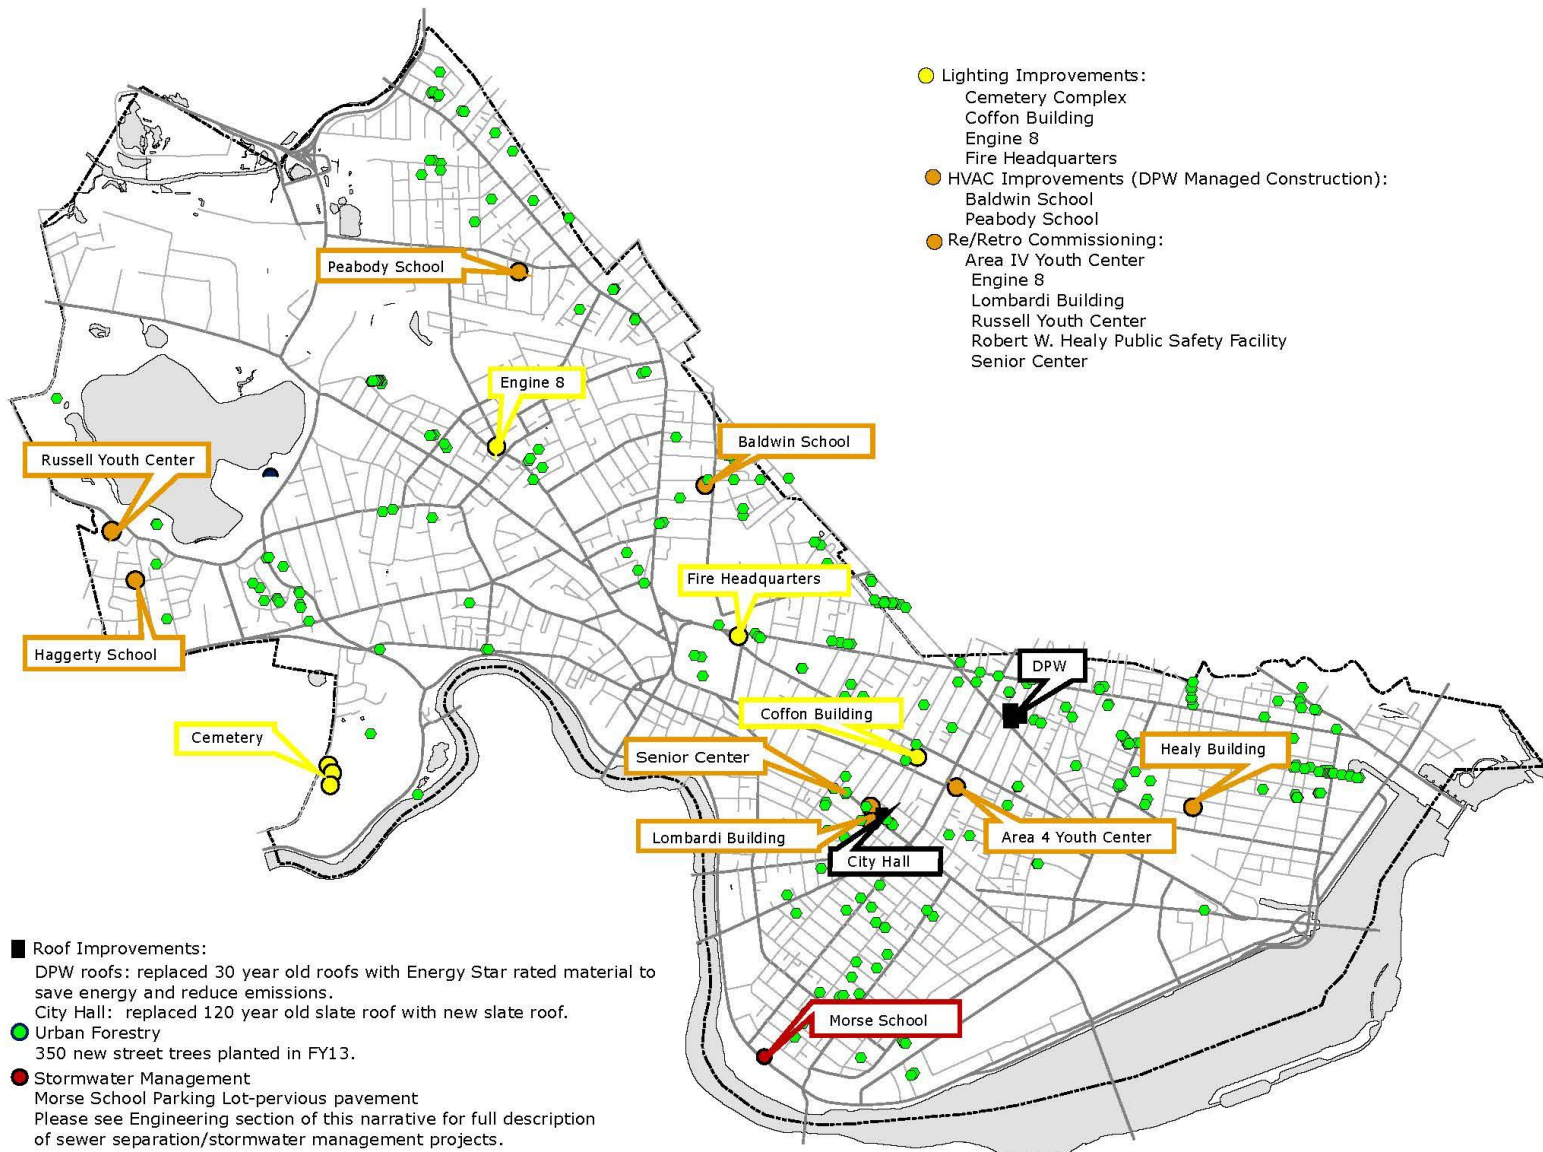 Lighting Improvements:
Cemetery Complex
Coffon Building
Engine 8
Fire Headquarters
HVAC Improvements (DPW Managed Construction):
Baldwin School
Peabody School
Re/Retro Commissioning:
Area IV Youth Center
Engine 8
Lombardi Building
Russell Youth Center
Robert W. Healy Public Safety Facility
Senior Center
Peabody School
Engine 8
Baldwin School
Russell Youth Center
Fire Headquarters
Haggerty School
DPW
Coffon Building
Cemetery
Senior Center
Healy Building
Lombardi Building
Area 4 Youth Center
City Hall
Morse School
Roof Improvements:
DPW roofs: replaced 30 year old roofs with Energy Star rated material to
save energy and reduce emissions.
City Hall: replaced 120 year old slate roof with new slate roof.
Urban Forestry
350 new street trees planted in FY13.
Stormwater Management
Morse School Parking Lot-pervious pavement
Please see Engineering section of this narrative for full description
of sewer separation/stormwater management projects.